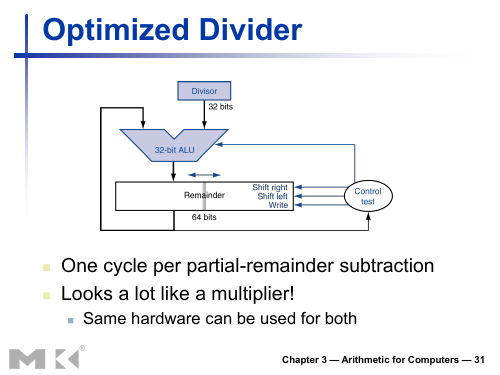 Optimized Divider
Divisor
32 bits
32-bit ALU
Remainder
Shift right
Shift left
Write
Control
test
64 bits
One cycle per partial-remainder subtraction
Looks a lot like a multiplier!
Same hardware can be used for both
MK®
Chapter 3 — Arithmetic for Computers — 31